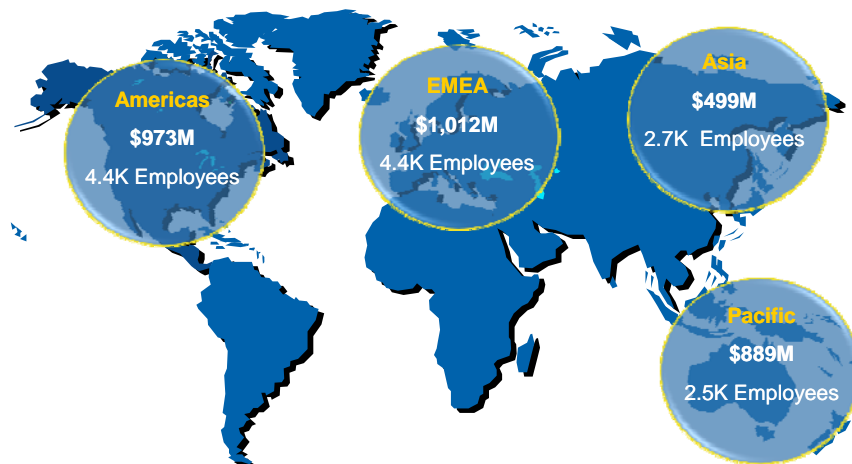 Americas
$973M
4.4K Employees
EMEA
$1,012M
4.4K Employees
Asia
$499M
2.7K Employees
Pacific
$889M
2.5K Employees